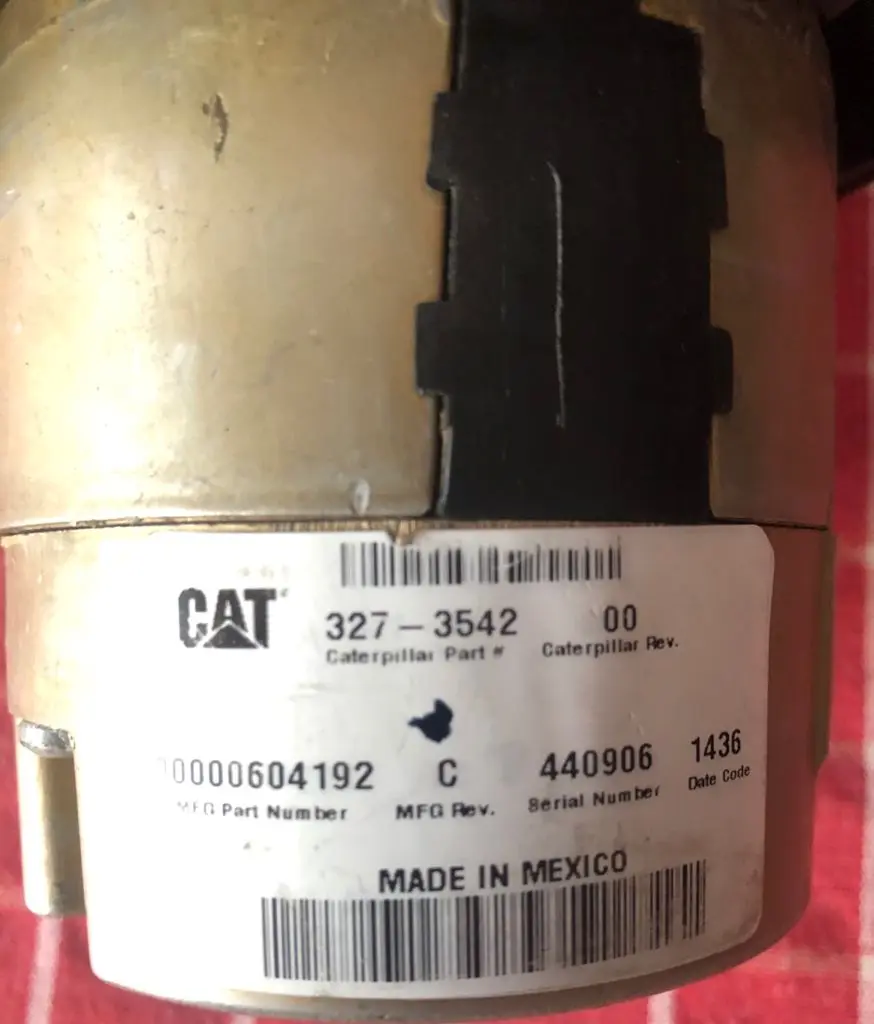 CAT 327-3542 00
Caterpillar Part # Caterpillar Rev.
0000604192 C 440906 1436
MFG Part Number MFG Rev. Serial Number Date Code
MADE IN MEXICO